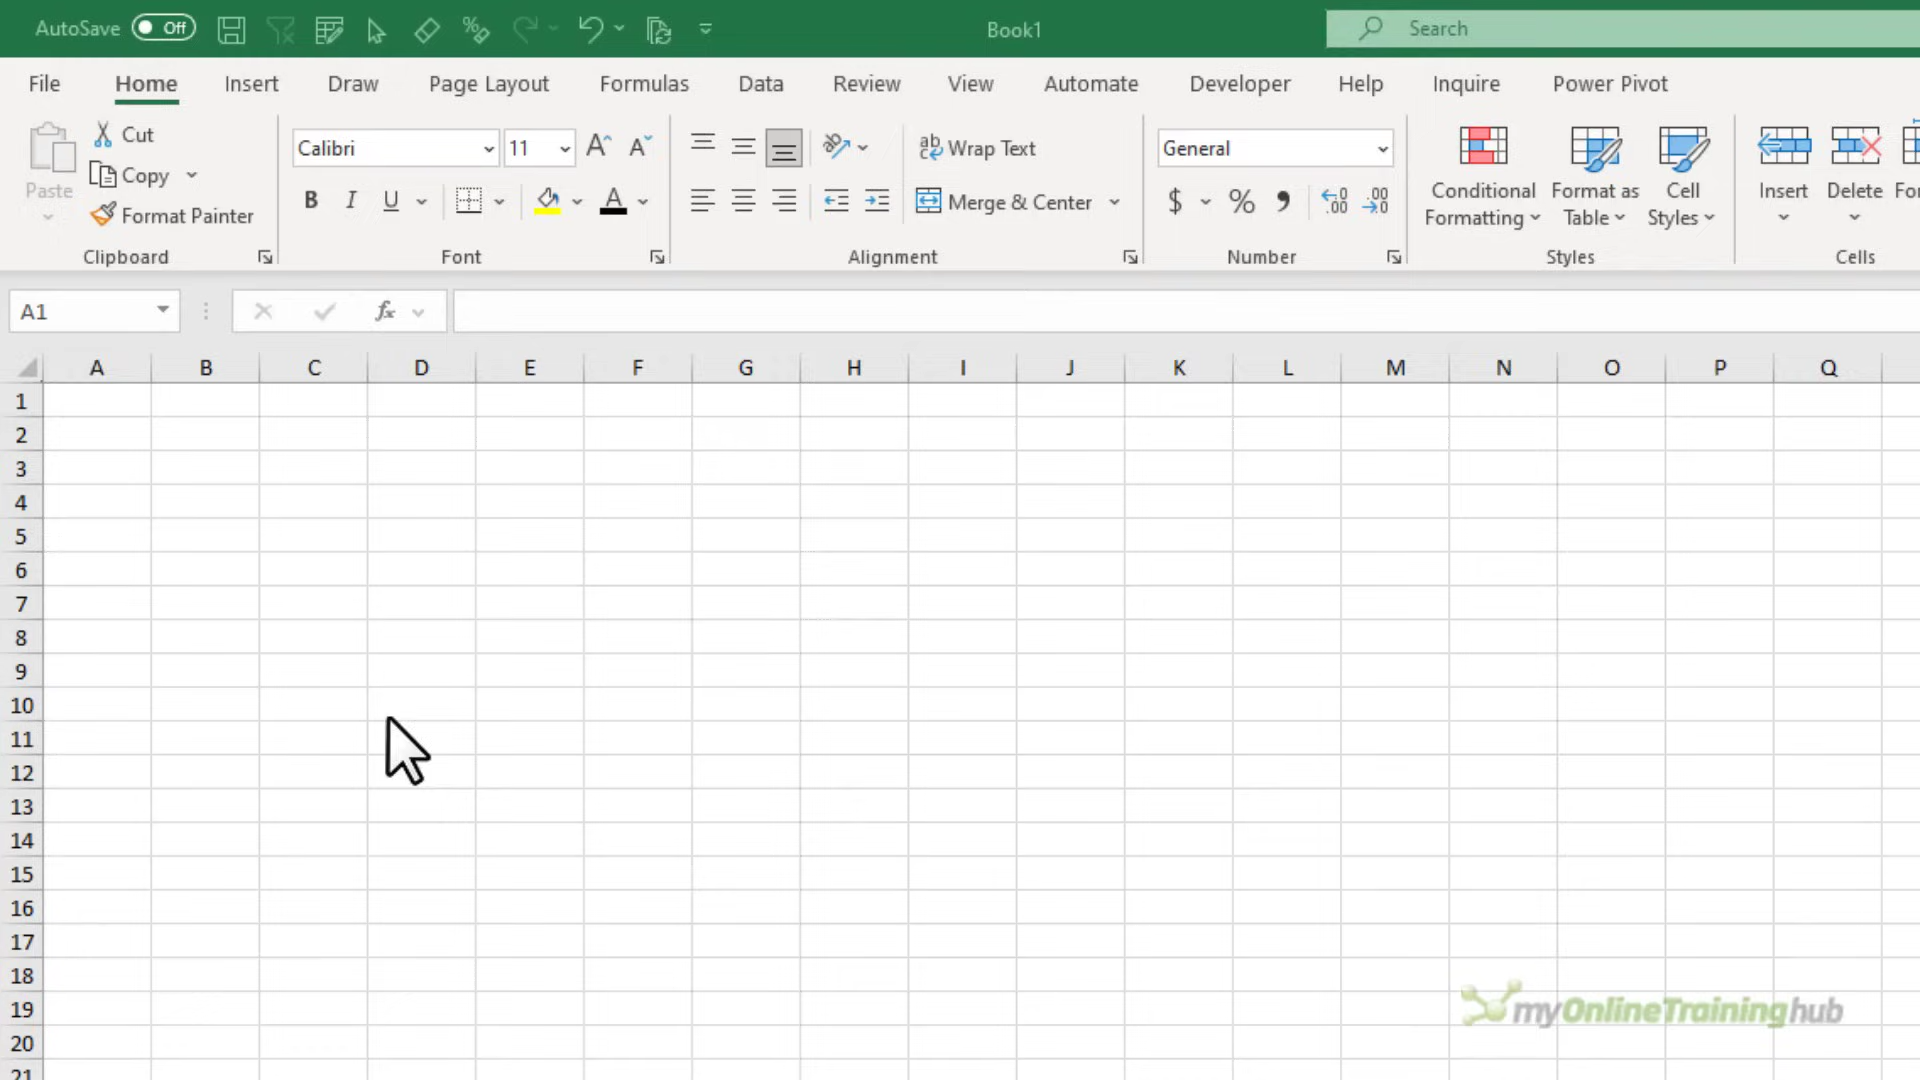 AutoSave Off Book1 Search
File Home Insert Draw Page Layout Formulas Data Review View Automate Developer Help Inquire Power Pivot
Paste
Cut
Copy
Format Painter
Clipboard
Calibri 11
B I U A
Font
Wrap Text
Merge & Center
Alignment
General
$ % 9
Number
Conditional Formatting
Format as Table
Cell Styles
Styles
Insert
Delete
Cells
A1 fx
A B C D E F G H I J K L M N O P Q
1
2
3
4
5
6
7
8
9
10
11
12
13
14
15
16
17
18
19
20
21
myOnlineTraininghub